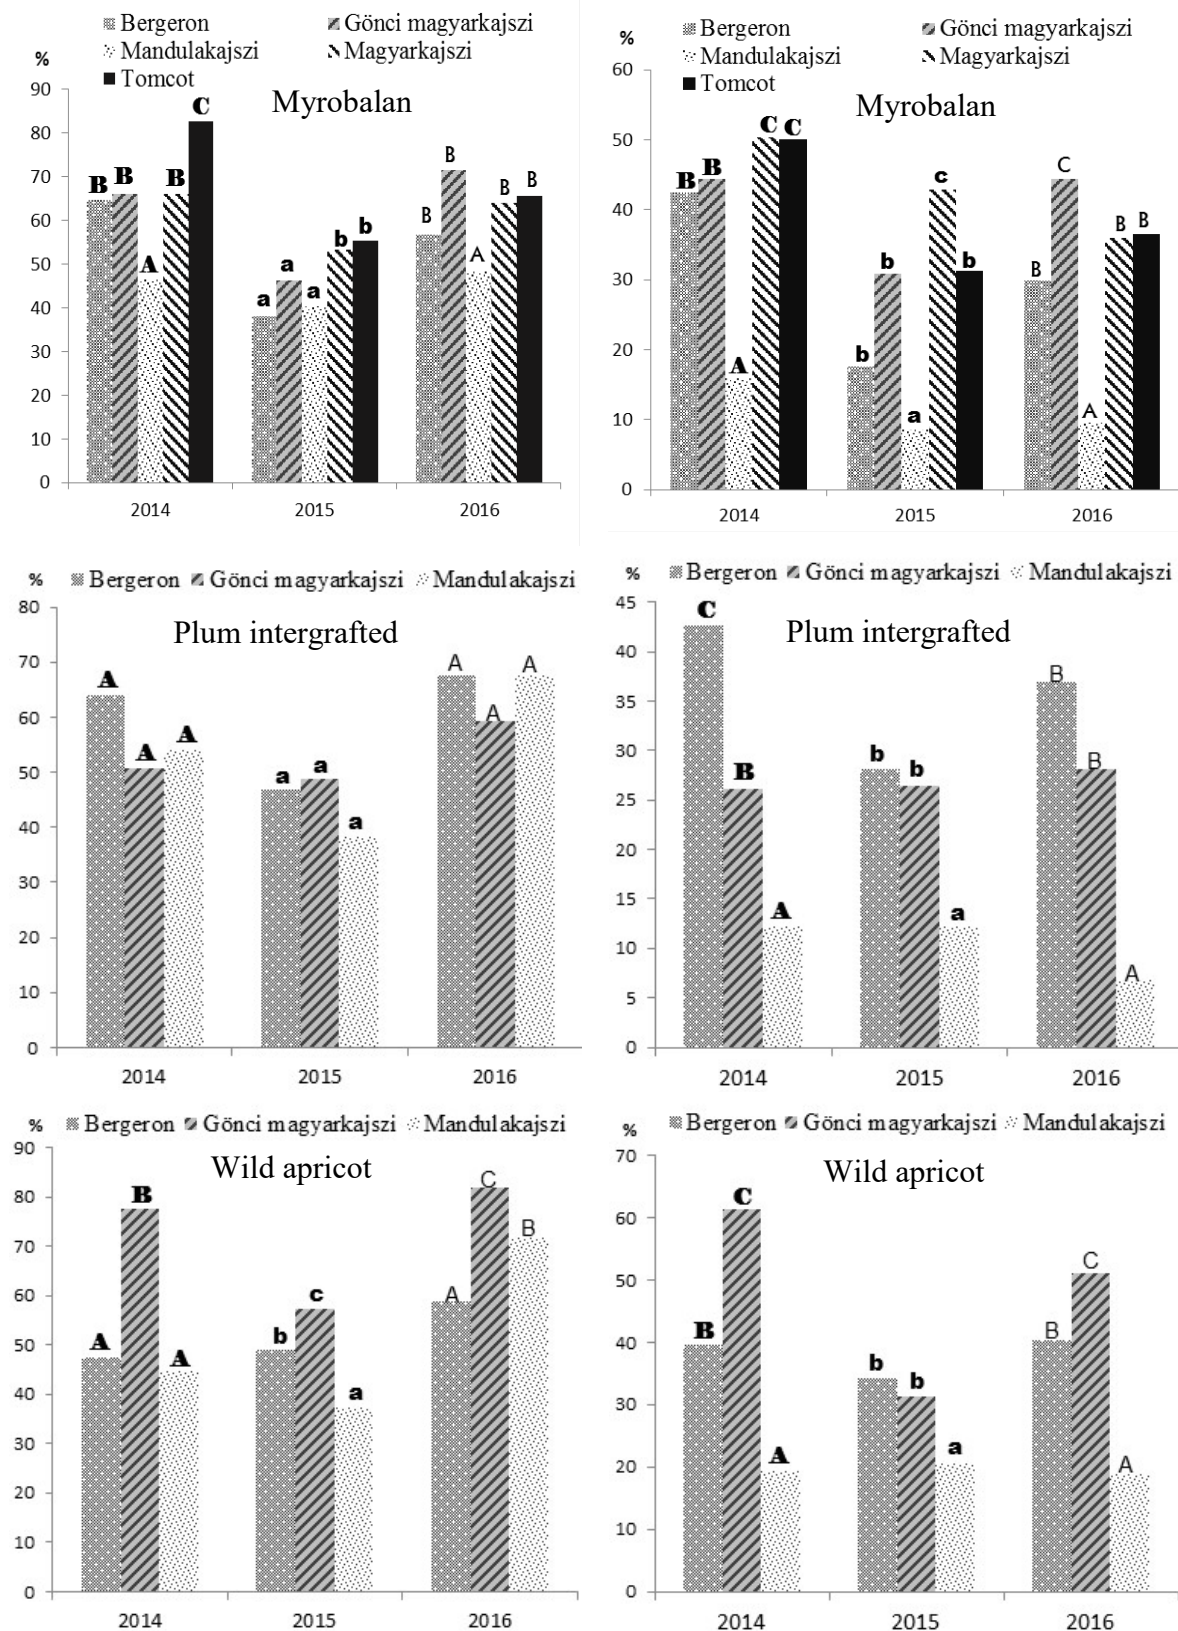 Bergeron Gönci magyarkajszi
Mandulakajszi Magyarkajszi
Tomcot
%
Myrobalan
90
80
70
60
50
40
30
20
10
0
B B A B C
a a a b b
B B A B B
2014 2015 2016
Bergeron Gönci magyarkajszi
Mandulakajszi Magyarkajszi
Tomcot
%
Myrobalan
60
50
40
30
20
10
0
B B A C C
b b a c b
B C A B B
2014 2015 2016
% Bergeron Gönci magyarkajszi Mandulakajszi
Plum intergrafted
80
70
60
50
40
30
20
10
0
A A A
a a a
A A A
2014 2015 2016
% Bergeron Gönci magyarkajszi Mandulakajszi
Plum intergrafted
45
40
35
30
25
20
15
10
5
0
C B A
b b a
B B A
2014 2015 2016
% Bergeron Gönci magyarkajszi Mandulakajszi
Wild apricot
90
80
70
60
50
40
30
20
10
0
A B A
b c a
A C B
2014 2015 2016
% Bergeron Gönci magyarkajszi Mandulakajszi
Wild apricot
70
60
50
40
30
20
10
0
B C A
b b a
B C A
2014 2015 2016